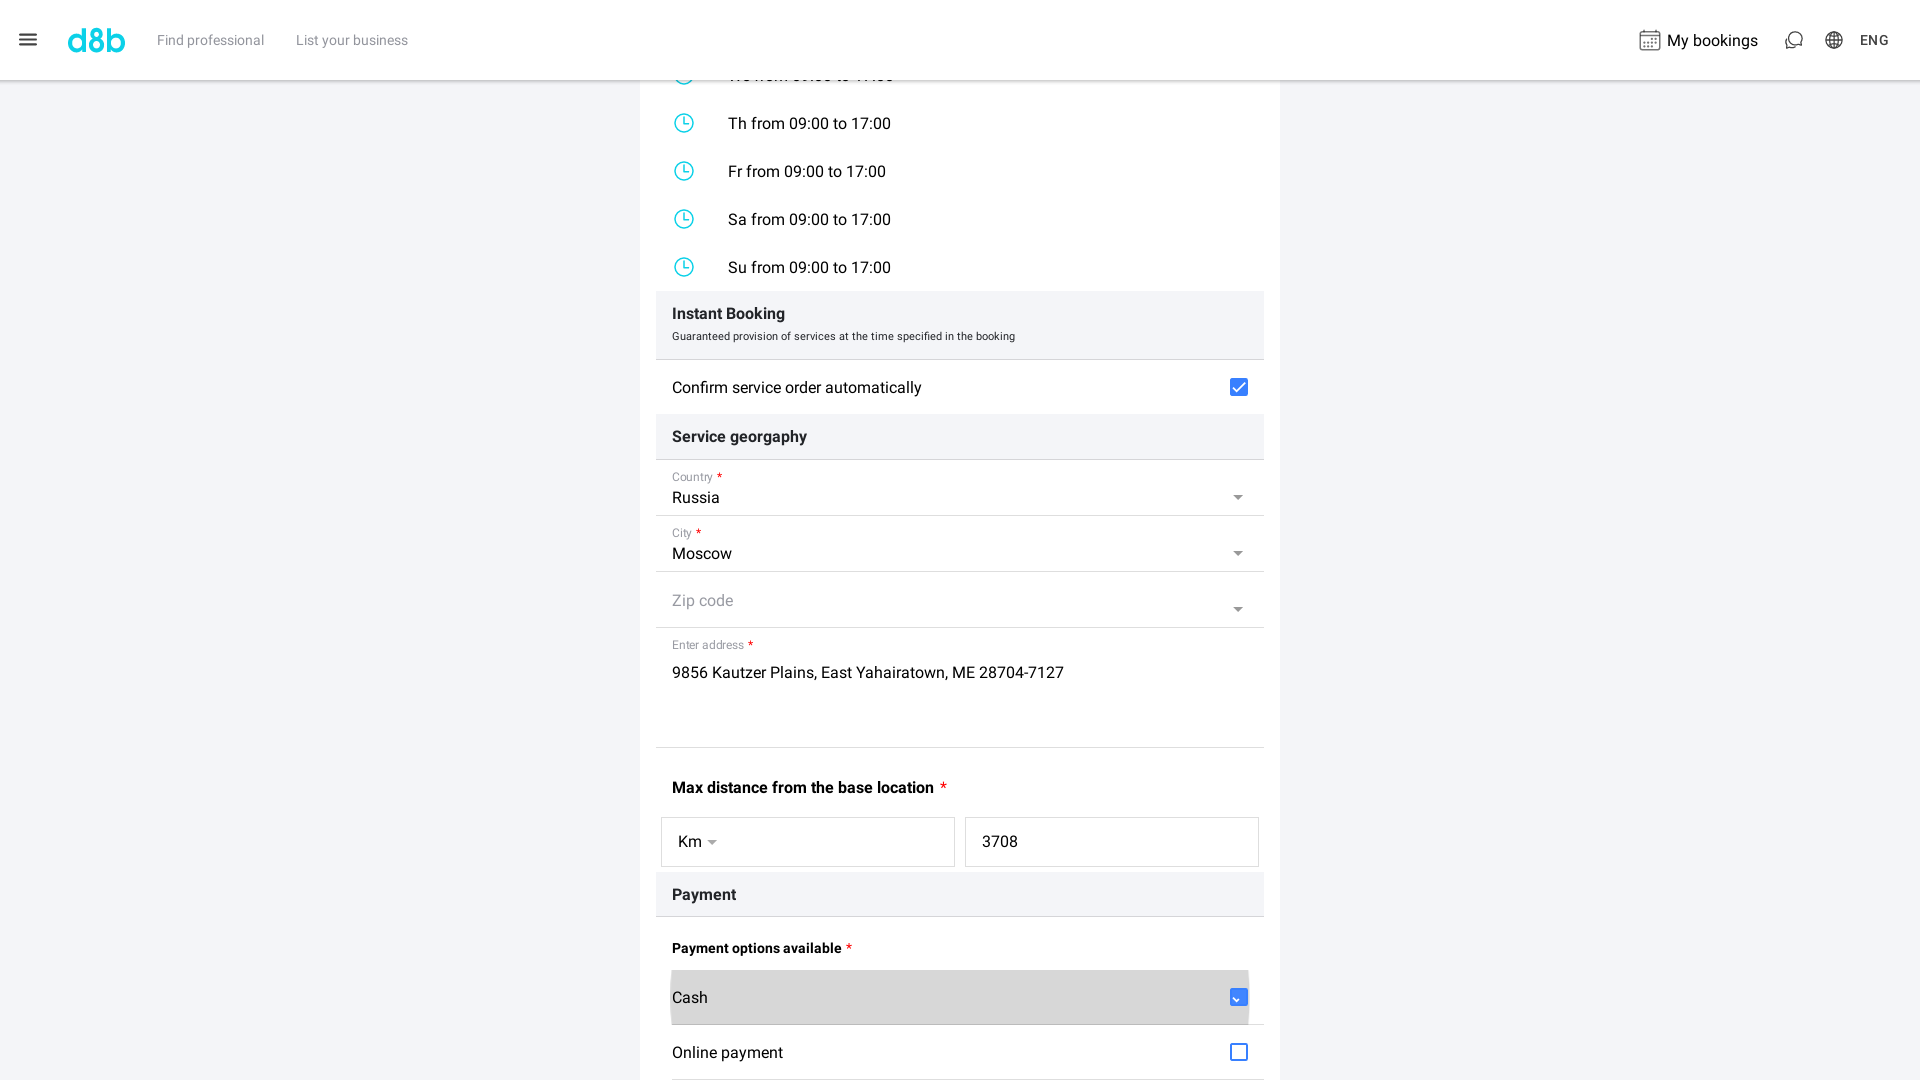 d8b
Find professional
List your business
My bookings
ENG
Th from 09:00 to 17:00
Fr from 09:00 to 17:00
Sa from 09:00 to 17:00
Su from 09:00 to 17:00
Instant Booking
Guaranteed provision of services at the time specified in the booking
Confirm service order automatically
Service georgaphy
Country *
Russia
City *
Moscow
Zip code
Enter address *
9856 Kautzer Plains, East Yahairatown, ME 28704-7127
Max distance from the base location *
Km
3708
Payment
Payment options available *
Cash
Online payment